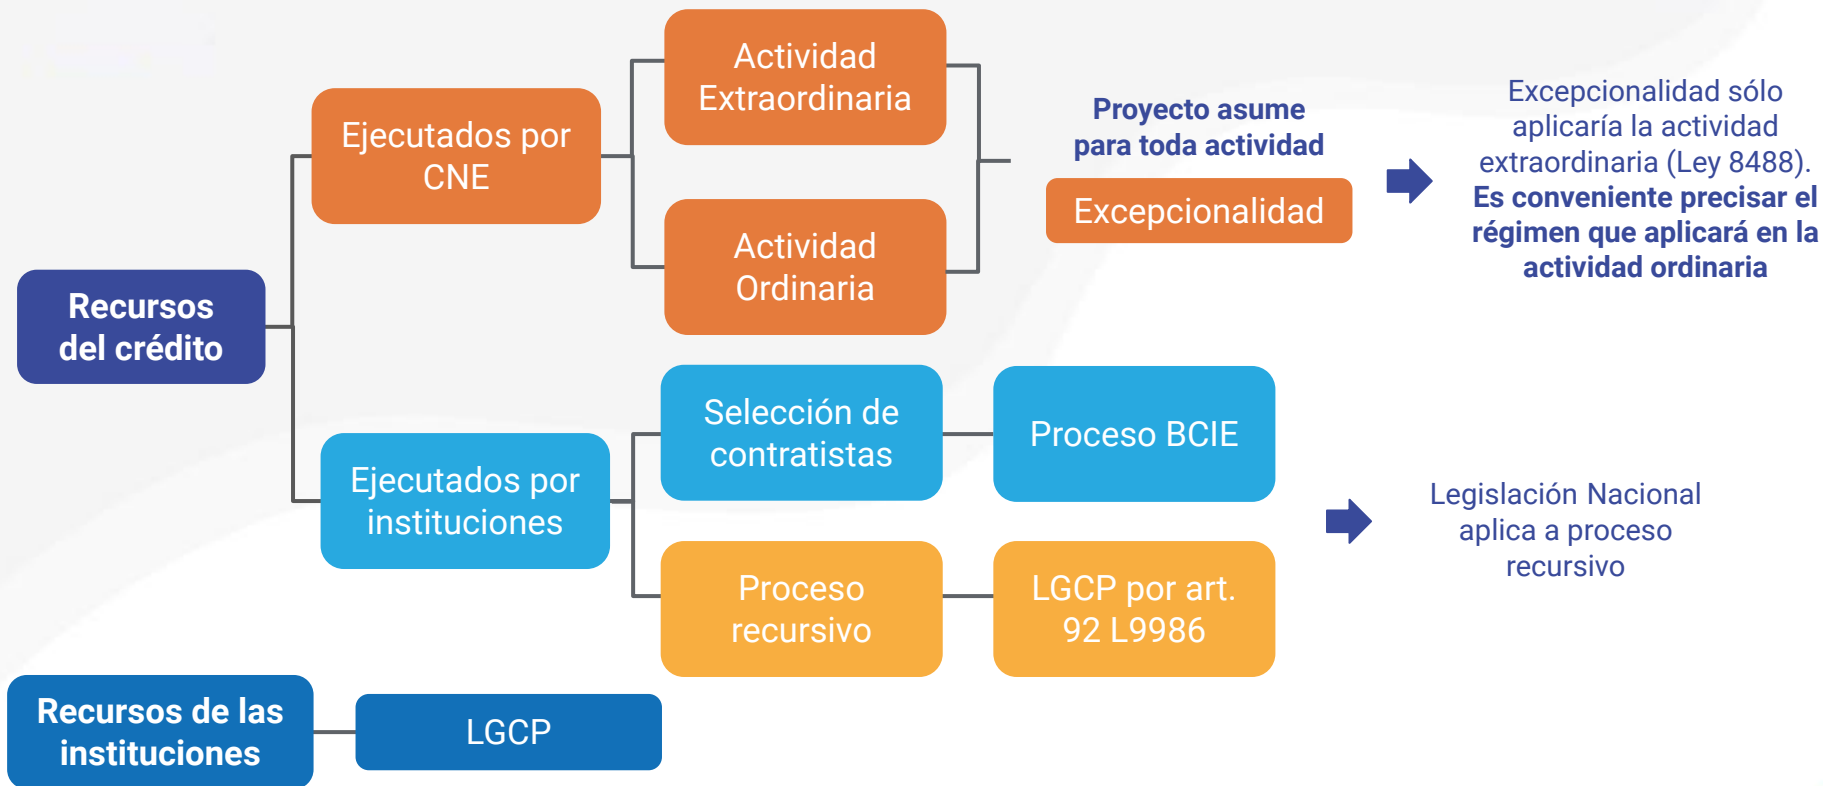 Actividad
Extraordinaria
Ejecutados por
CNE
Actividad
Ordinaria
Proyecto asume
para toda actividad
Excepcionalidad
Excepcionalidad sólo
aplicaría la actividad
extraordinaria (Ley 8488).
Es conveniente precisar el
régimen que aplicará en la
actividad ordinaria
Recursos
del crédito
Selección de
contratistas
Proceso BCIE
Ejecutados por
instituciones
Proceso
recursivo
LGCP por art.
92 L9986
Legislación Nacional
aplica a proceso
recursivo
Recursos de las
instituciones
LGCP